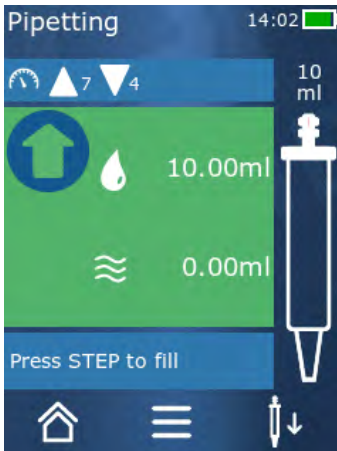 Pipetting 14:02
7 4
10
ml
10.00ml
0.00ml
Press STEP to fill